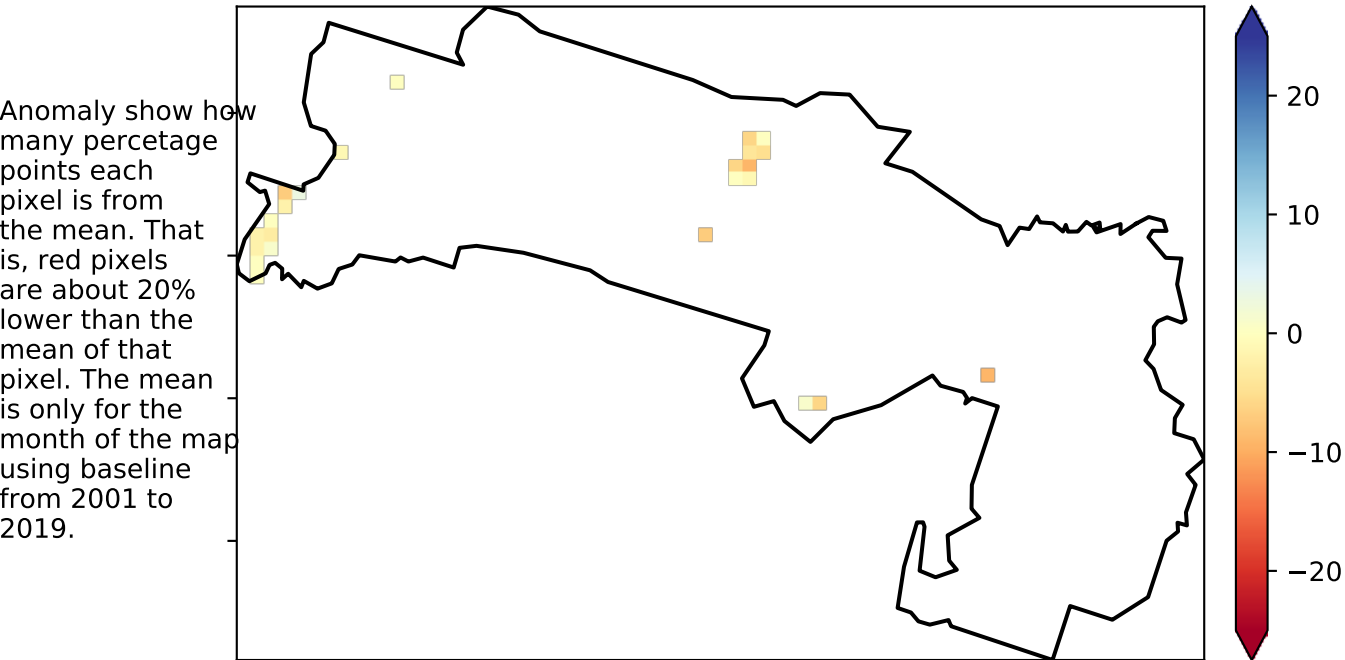 Anomaly show how
many percetage
points each
pixel is from
the mean. That
is, red pixels
are about 20%
lower than the
mean of that
pixel. The mean
is only for the
month of the map
using baseline
from 2001 to
2019.
20
10
0
−10
−20